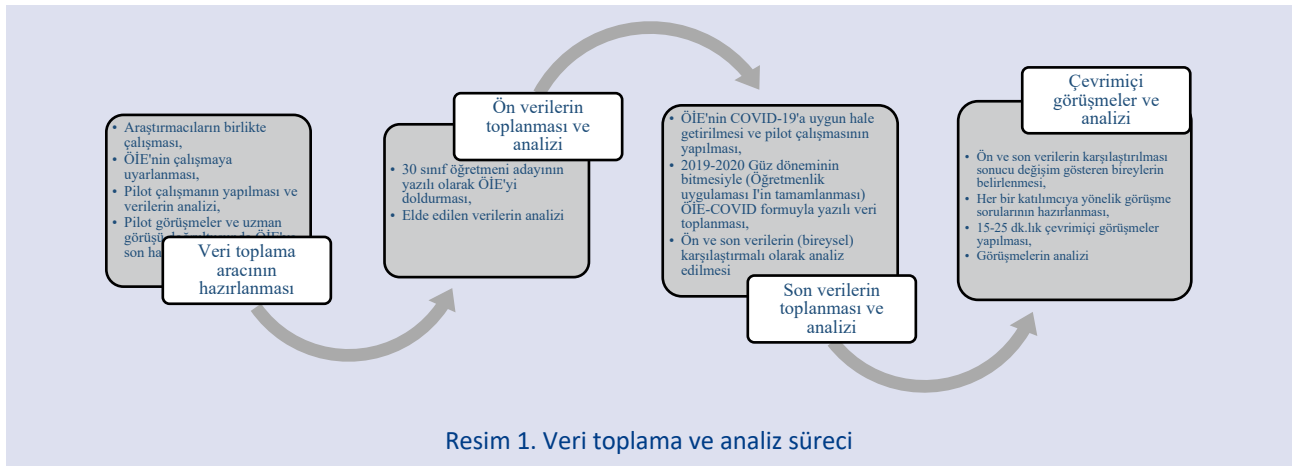 • Araştırmacıların birlikte
çalışması,
• ÖİE'nin çalışmaya
uyarlanması,
• Pilot çalışmanın yapılması ve
verilerin analizi,
• Pilot görüşmeler ve uzman
görüşü
son ha
Veri toplama
aracının
hazırlanması
Ön verilerin
toplanması ve
analizi
• 30 sınıf öğretmeni adayının
yazılı olarak ÖİE'yi
doldurması,
• Elde edilen verilerin analizi
• ÖİE'nin COVID-19'a uygun hale
getirilmesi ve pilot çalışmasının
yapılması,
• 2019-2020 Güz döneminin
bitmesiyle (Öğretmenlik
uygulaması I'in tamamlanması)
ÖİE-COVID formuyla yazılı veri
toplanması,
• Ön ve son verilerin (bireysel)
karşılaştırmalı olarak analiz
edilmesi
Son verilerin
toplanması ve
analizi
Çevrimiçi
görüşmeler ve
analizi
• Ön ve son verilerin karşılaştırılması
sonucu değişim gösteren bireylerin
belirlenmesi,
• Her bir katılımcıya yönelik görüşme
sorularının hazırlanması,
• 15-25 dk.lık çevrimiçi görüşmeler
yapılması,
• Görüşmelerin analizi
Resim 1. Veri toplama ve analiz süreci